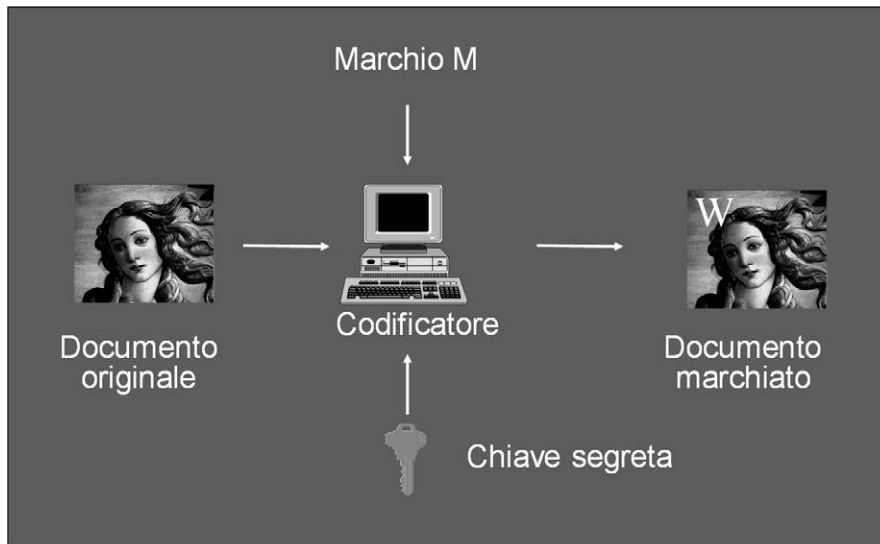 Marchio M
W
Codificatore
Documento
originale
Documento
marchiato
Chiave segreta